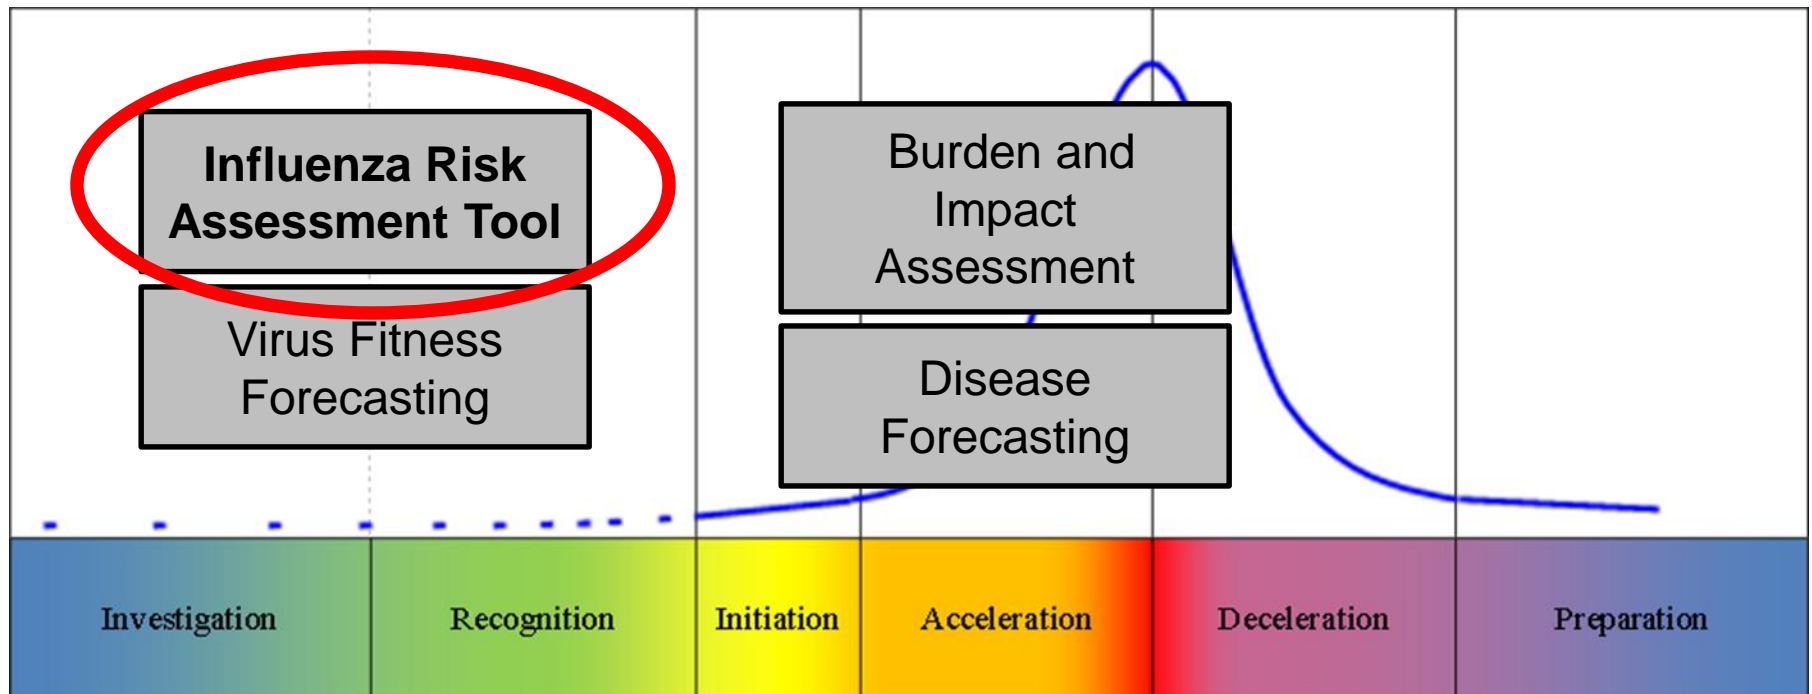 Influenza Risk
Assessment Tool
Virus Fitness
Forecasting
Burden and
Impact
Assessment
Disease
Forecasting
Investigation
Recognition
Initiation
Acceleration
Deceleration
Preparation